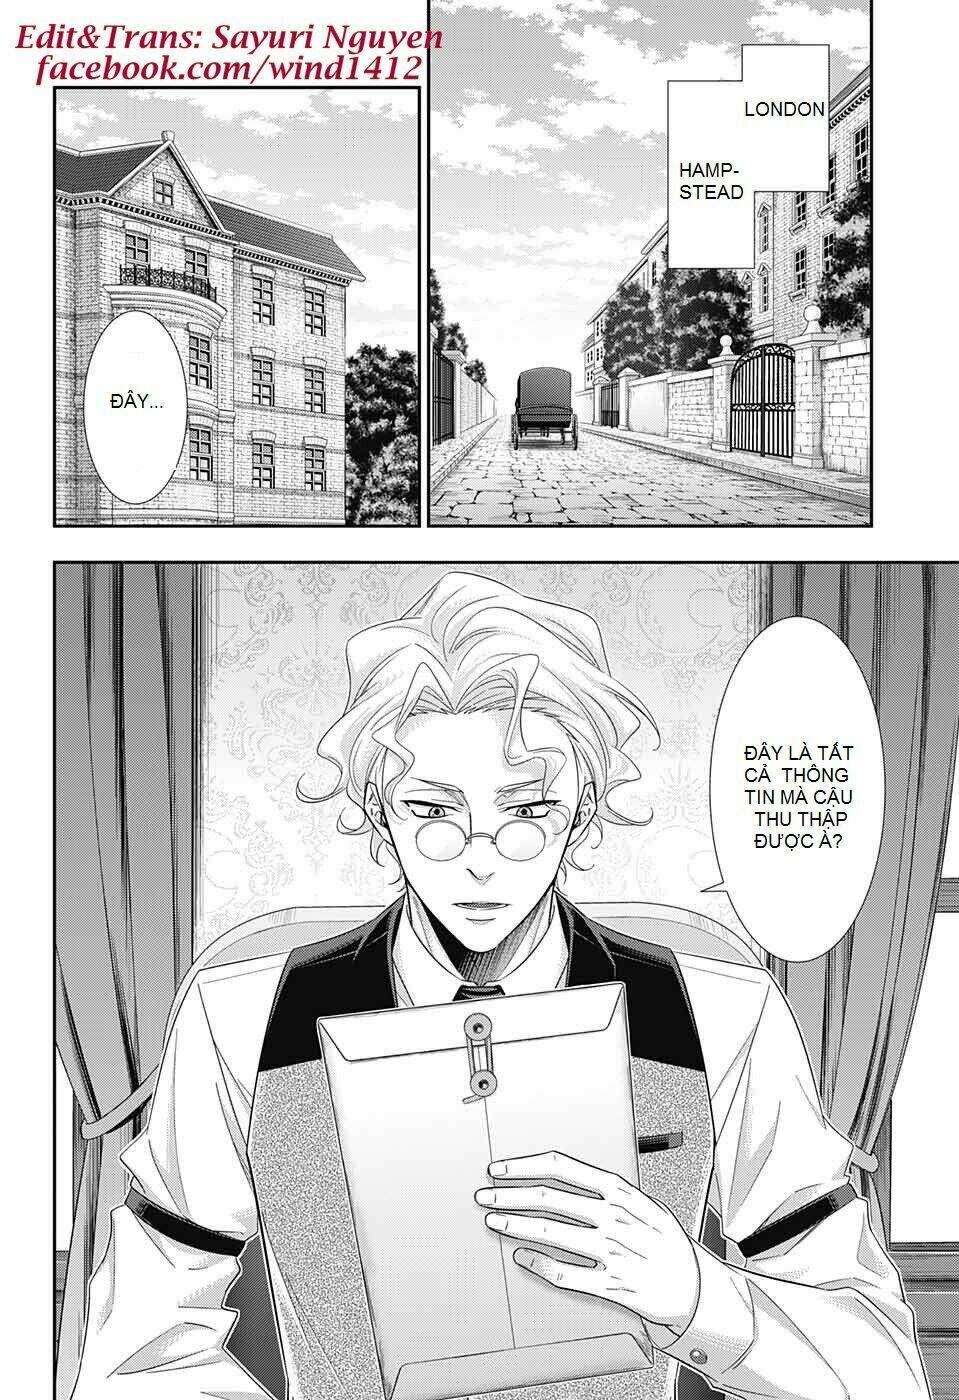 Edit&Trans: Sayuri Nguyen
facebook.com/wind1412
LONDON
HAMP-
STEAD
ĐÂY...
ĐÂY LÀ TẤT
CẢ THÔNG
TIN MÀ CẬU
THU THẬP
ĐƯỢC À?